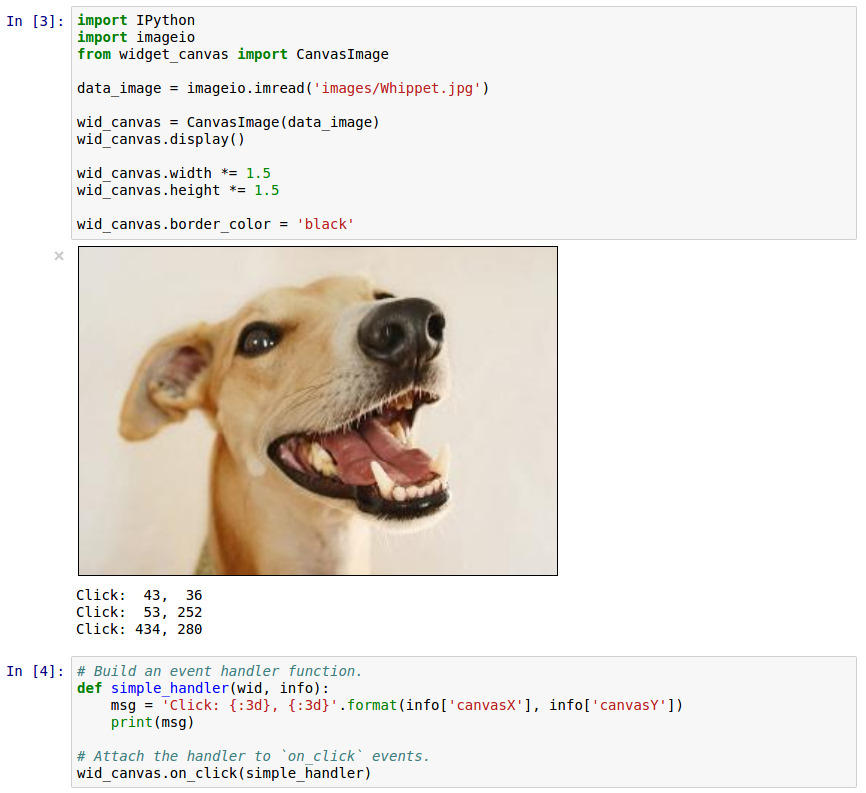 In [3]: import IPython
import imageio
from widget_canvas import CanvasImage
data_image = imageio.imread('images/Whippet.jpg')
wid_canvas = CanvasImage(data_image)
wid_canvas.display()
wid_canvas.width *= 1.5
wid_canvas.height *= 1.5
wid_canvas.border_color = 'black'
×
Click:  43,  36
Click:  53, 252
Click: 434, 280
In [4]: # Build an event handler function.
def simple_handler(wid, info):
    msg = 'Click: {:3d}, {:3d}'.format(info['canvasX'], info['canvasY'])
    print(msg)
# Attach the handler to `on_click` events.
wid_canvas.on_click(simple_handler)